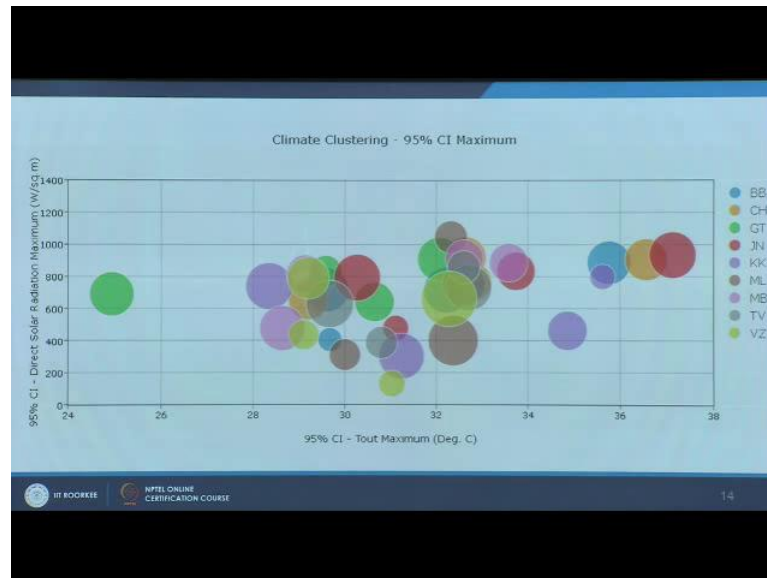 Climate Clustering - 95% CI Maximum
95% CI - Direct Solar Radiation Maximum (W/sq.m)
1400
1200
1000
800
600
400
200
0
24
26
28
30
32
34
36
38
95% CI - Tout Maximum (Deg. C)
BB
CH
GT
JN
KK
ML
MB
TV
VZ
IIT ROORKEE
NPTEL ONLINE
CERTIFICATION COURSE
14